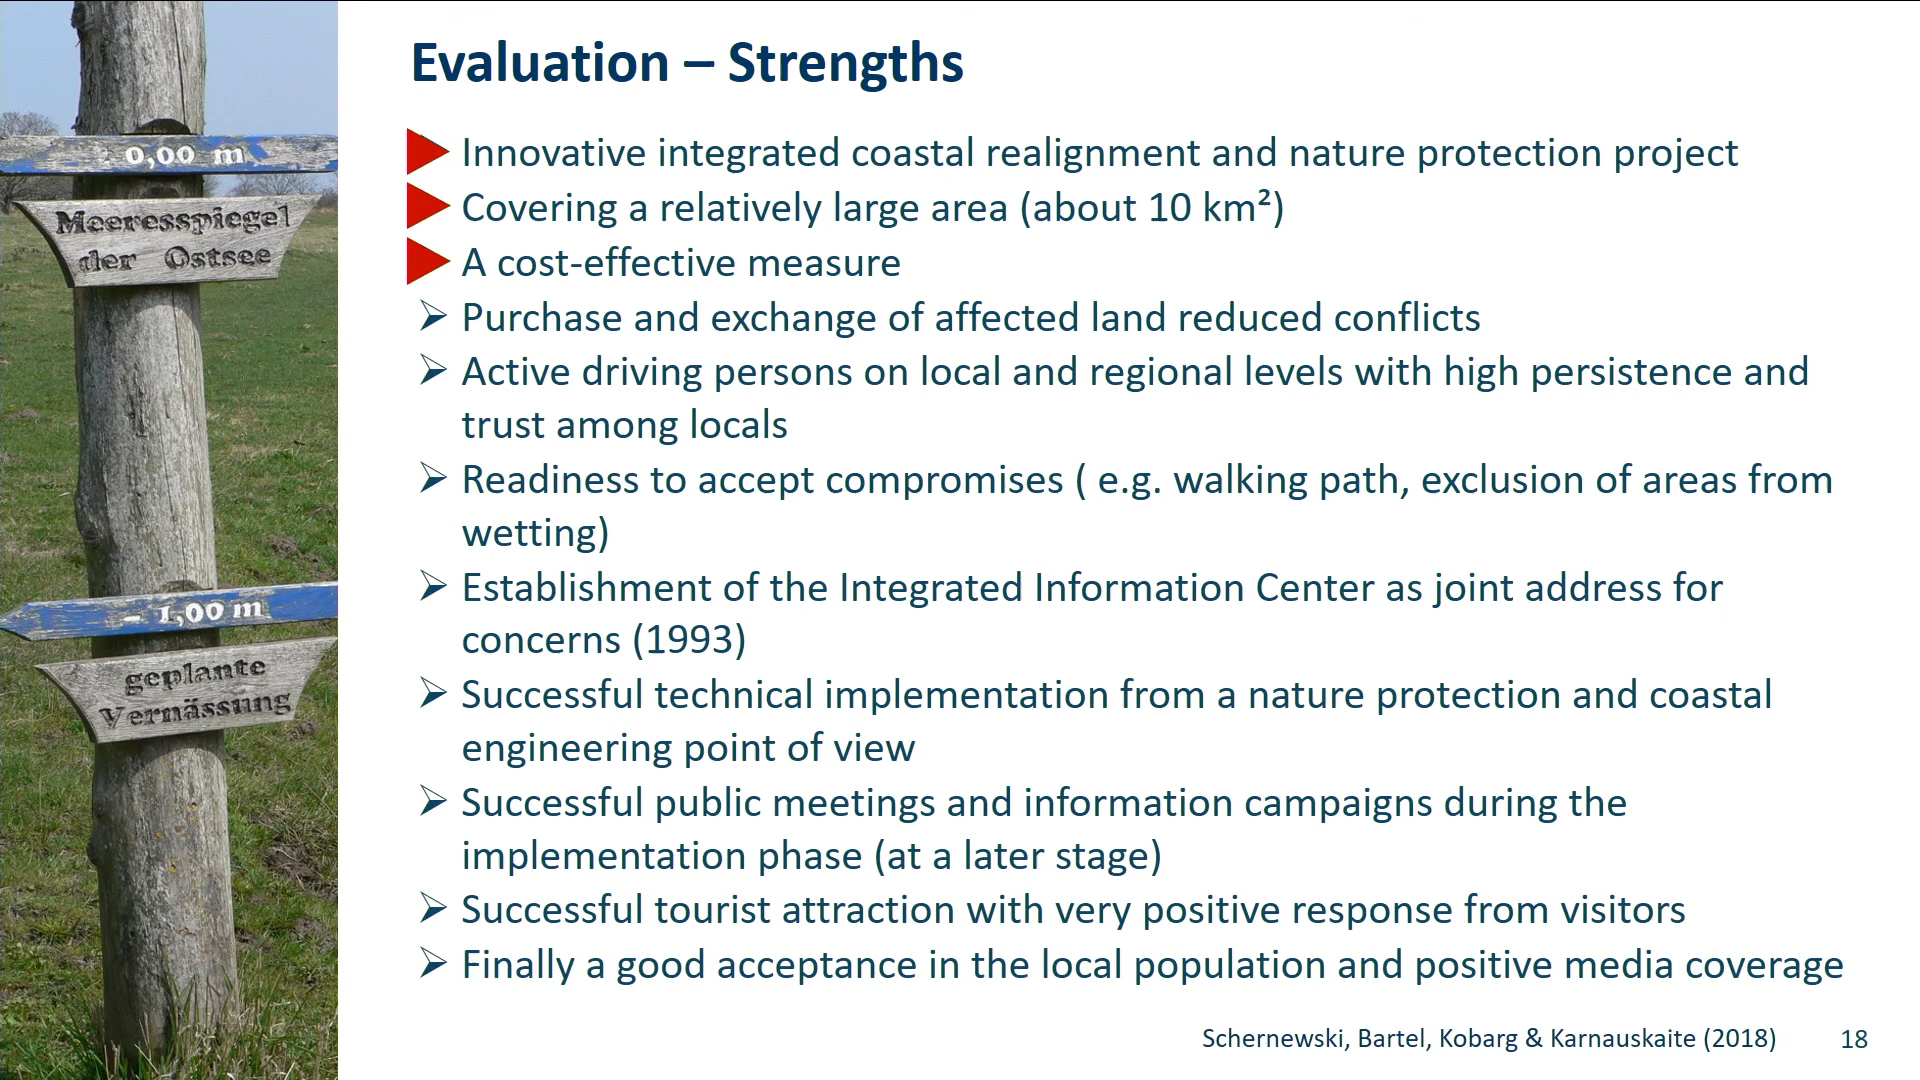 Evaluation – Strengths
Innovative integrated coastal realignment and nature protection project
Covering a relatively large area (about 10 km²)
A cost-effective measure
Purchase and exchange of affected land reduced conflicts
Active driving persons on local and regional levels with high persistence and
trust among locals
Readiness to accept compromises ( e.g. walking path, exclusion of areas from
wetting)
Establishment of the Integrated Information Center as joint address for
concerns (1993)
Successful technical implementation from a nature protection and coastal
engineering point of view
Successful public meetings and information campaigns during the
implementation phase (at a later stage)
Successful tourist attraction with very positive response from visitors
Finally a good acceptance in the local population and positive media coverage
Schernewski, Bartel, Kobarg & Karnauskaite (2018)
18
0,00 m
Meeresspiegel
der Ostsee
- 1,00 m
geplante
Vernässung